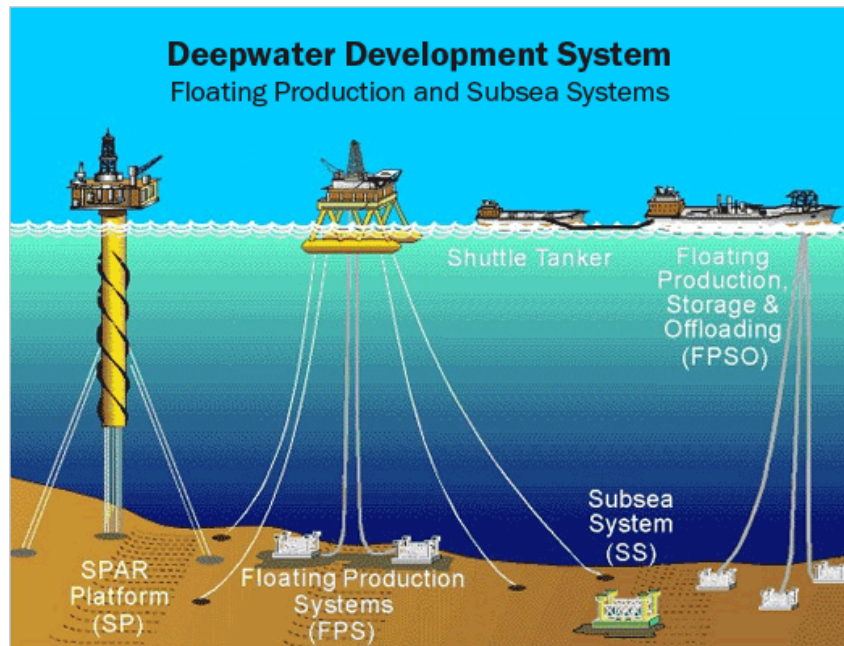 Deepwater Development System
Floating Production and Subsea Systems
Shuttle Tanker
Floating
Production,
Storage &
Offloading
(FPSO)
Subsea
System
(SS)
SPAR
Platform
(SP)
Floating Production
Systems
(FPS)